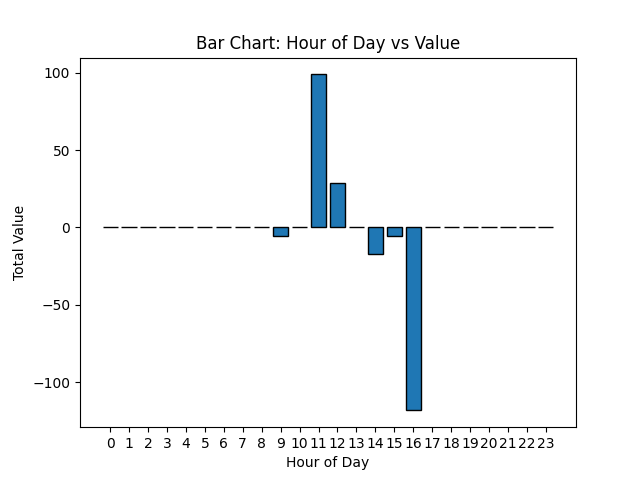 Bar Chart: Hour of Day vs Value
Total Value
100
50
0
−50
−100
0 1 2 3 4 5 6 7 8 9 10 11 12 13 14 15 16 17 18 19 20 21 22 23
Hour of Day